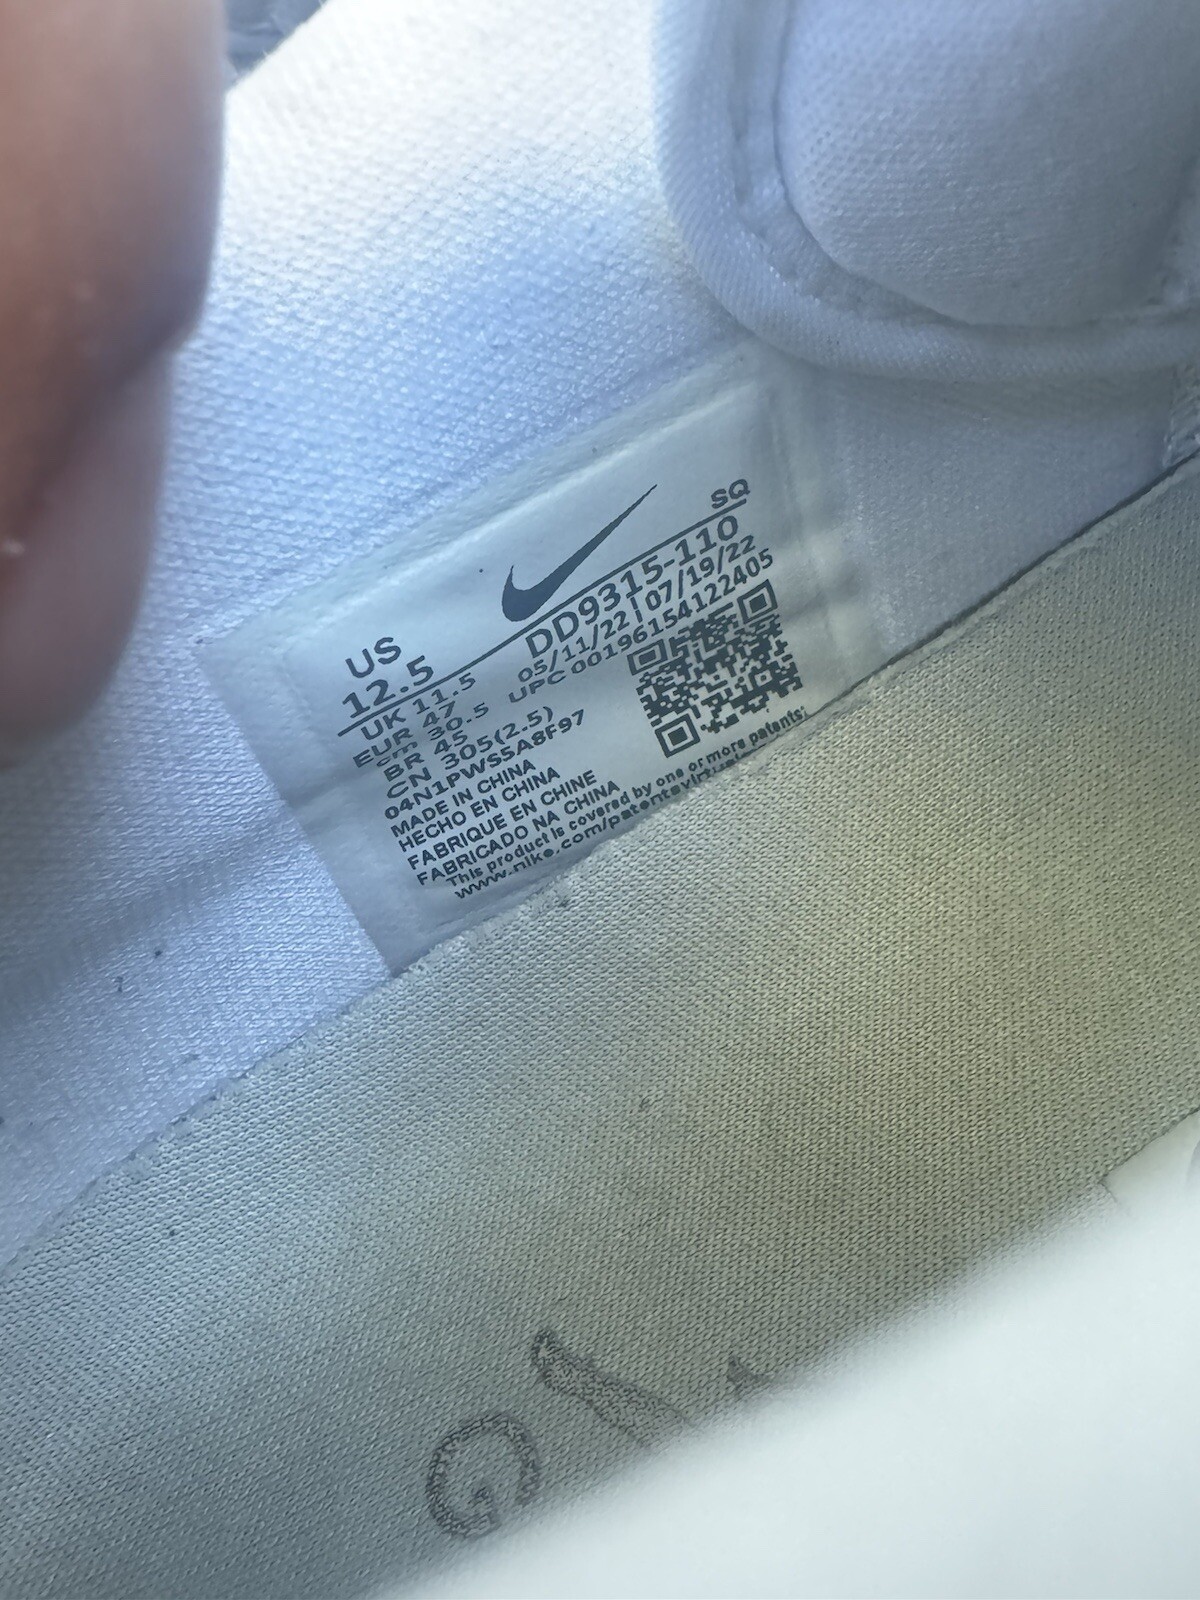 SQ
US
12.5
DD9315-110
UK 11.5
05/11/22 | 07/19/22
EUR 47
UPC 00196154122405
cm 30.5
BR 45
CN 305(2.5)
04N1PWS5A8F97
MADE IN CHINA
HECHO EN CHINA
FABRIQUE EN CHINE
FABRICADO NA CHINA
This product is covered by one or more patents:
www.nike.com/patentsvirtual